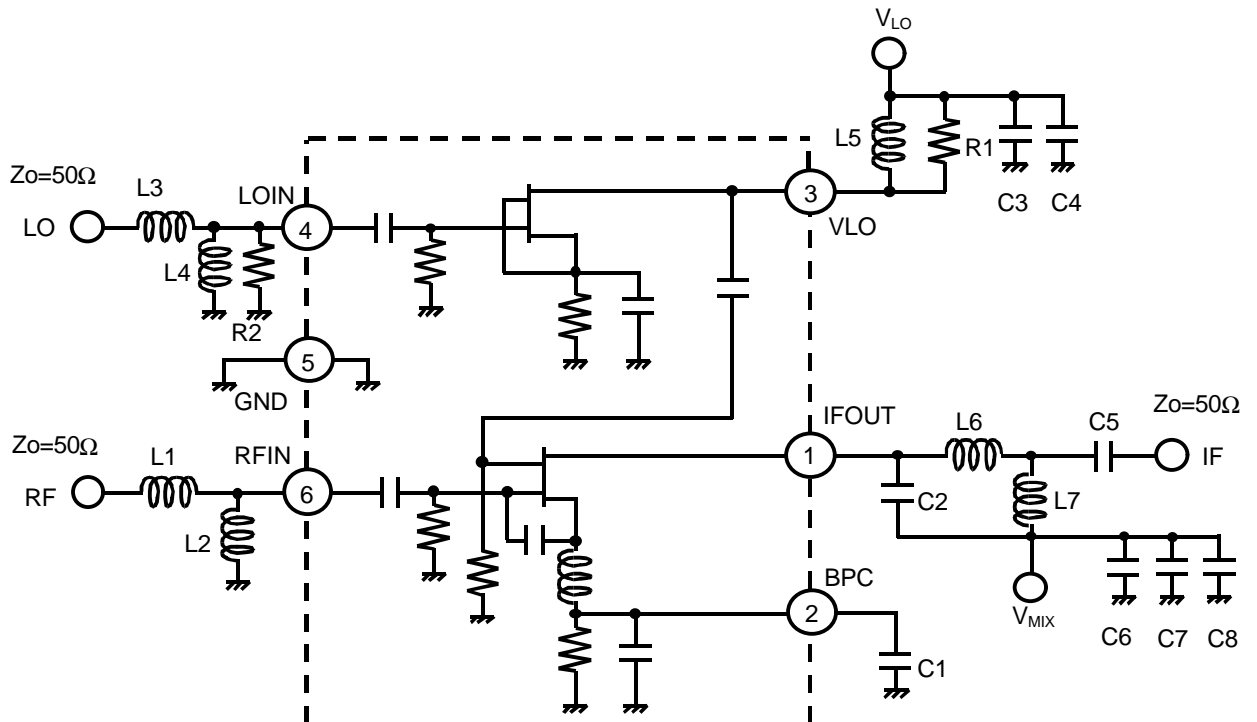 VLO
L5
R1
C3
C4
Zo=50Ω
L3
LOIN
LO
4
3
VLO
L4
R2
5
GND
Zo=50Ω
L1
RFIN
RF
6
L2
IFOUT
1
L6
C5
Zo=50Ω
IF
C2
L7
BPC
2
VMIX
C1
C6
C7
C8